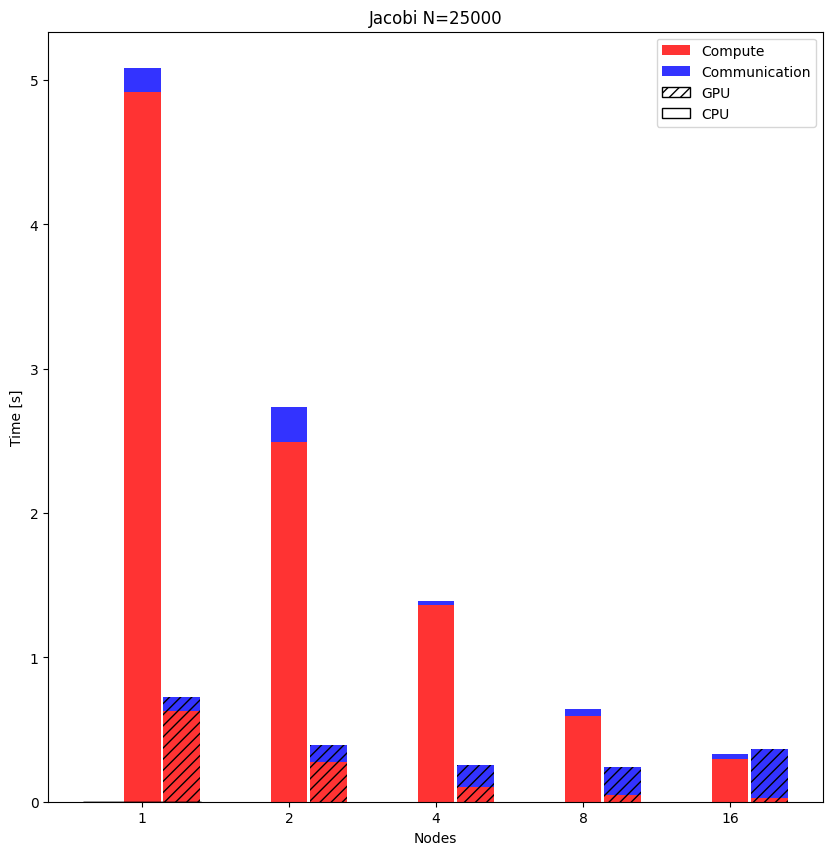 Jacobi N=25000
Compute
Communication
GPU
CPU
5
4
3
2
1
0
Time [s]
1 2 4 8 16
Nodes